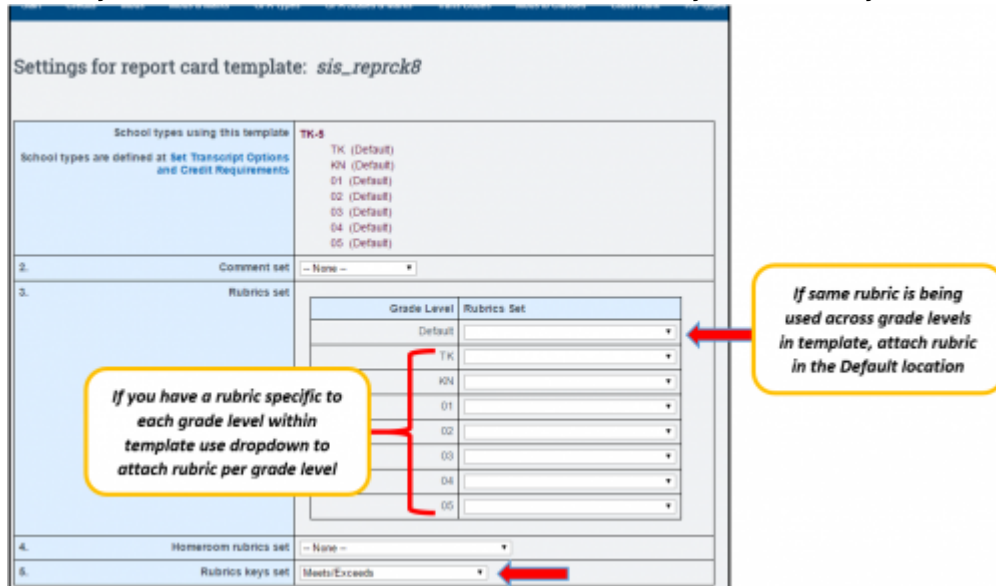 Settings for report card template: sis_reprck8
School types using this template
School types are defined at Set Transcript Options
and Credit Requirements
TK-5
TK (Default)
KN (Default)
01 (Default)
02 (Default)
03 (Default)
04 (Default)
05 (Default)
2. Comment set -- None --
3. Rubrics set
Grade Level Rubrics Set
Default
TK
KN
01
02
03
04
05
If same rubric is being
used across grade levels
in template, attach rubric
in the Default location
If you have a rubric specific to
each grade level within
template use dropdown to
attach rubric per grade level
4. Homeroom rubrics set -- None --
5. Rubrics keys set Meets/Exceeds